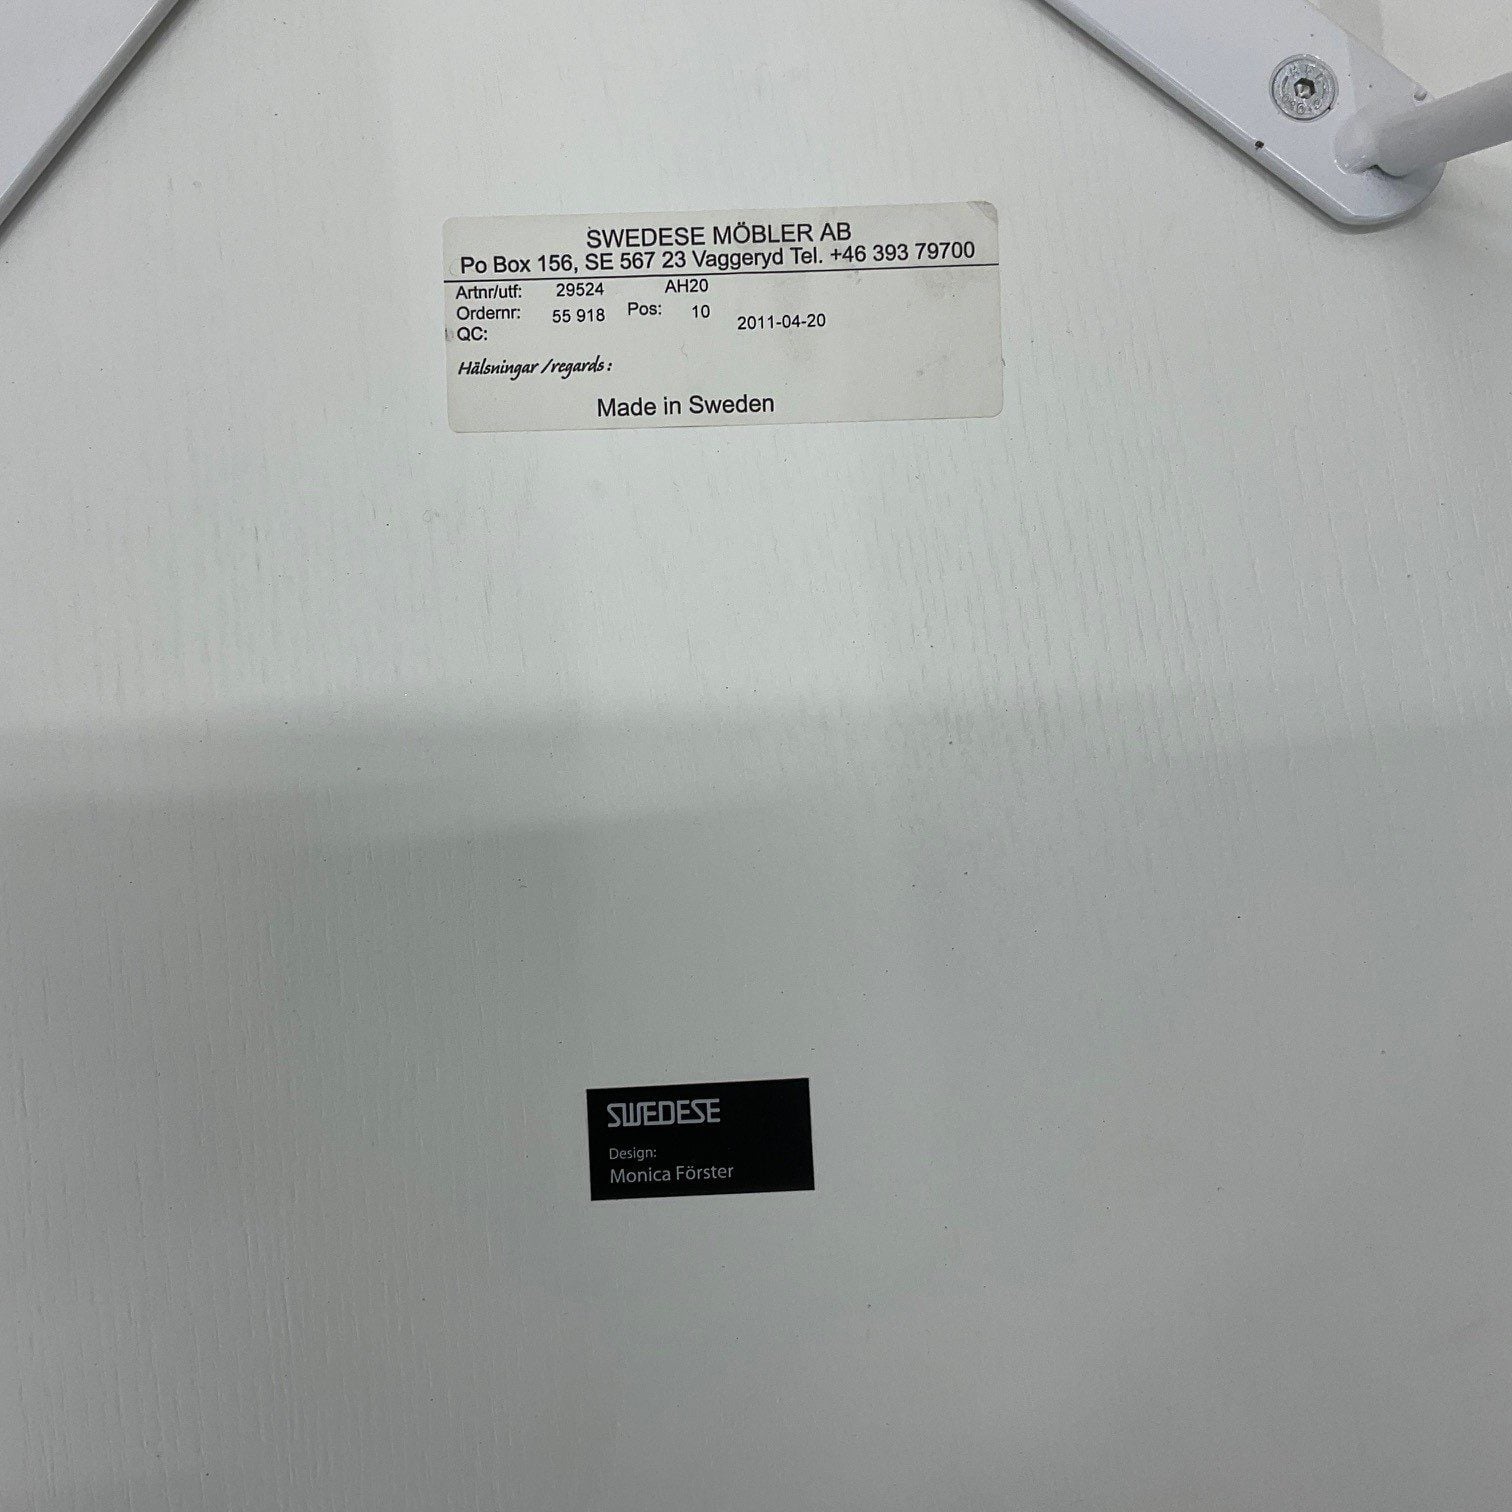 SWEDESE MÖBLER AB
Po Box 156, SE 567 23 Vaggeryd Tel. +46 393 79700
Artnr/utf: 29524 AH20
Ordernr: 55 918 Pos: 10 2011-04-20
QC:
Hälsningar /regards:
Made in Sweden
SWEDESE
Design:
Monica Förster